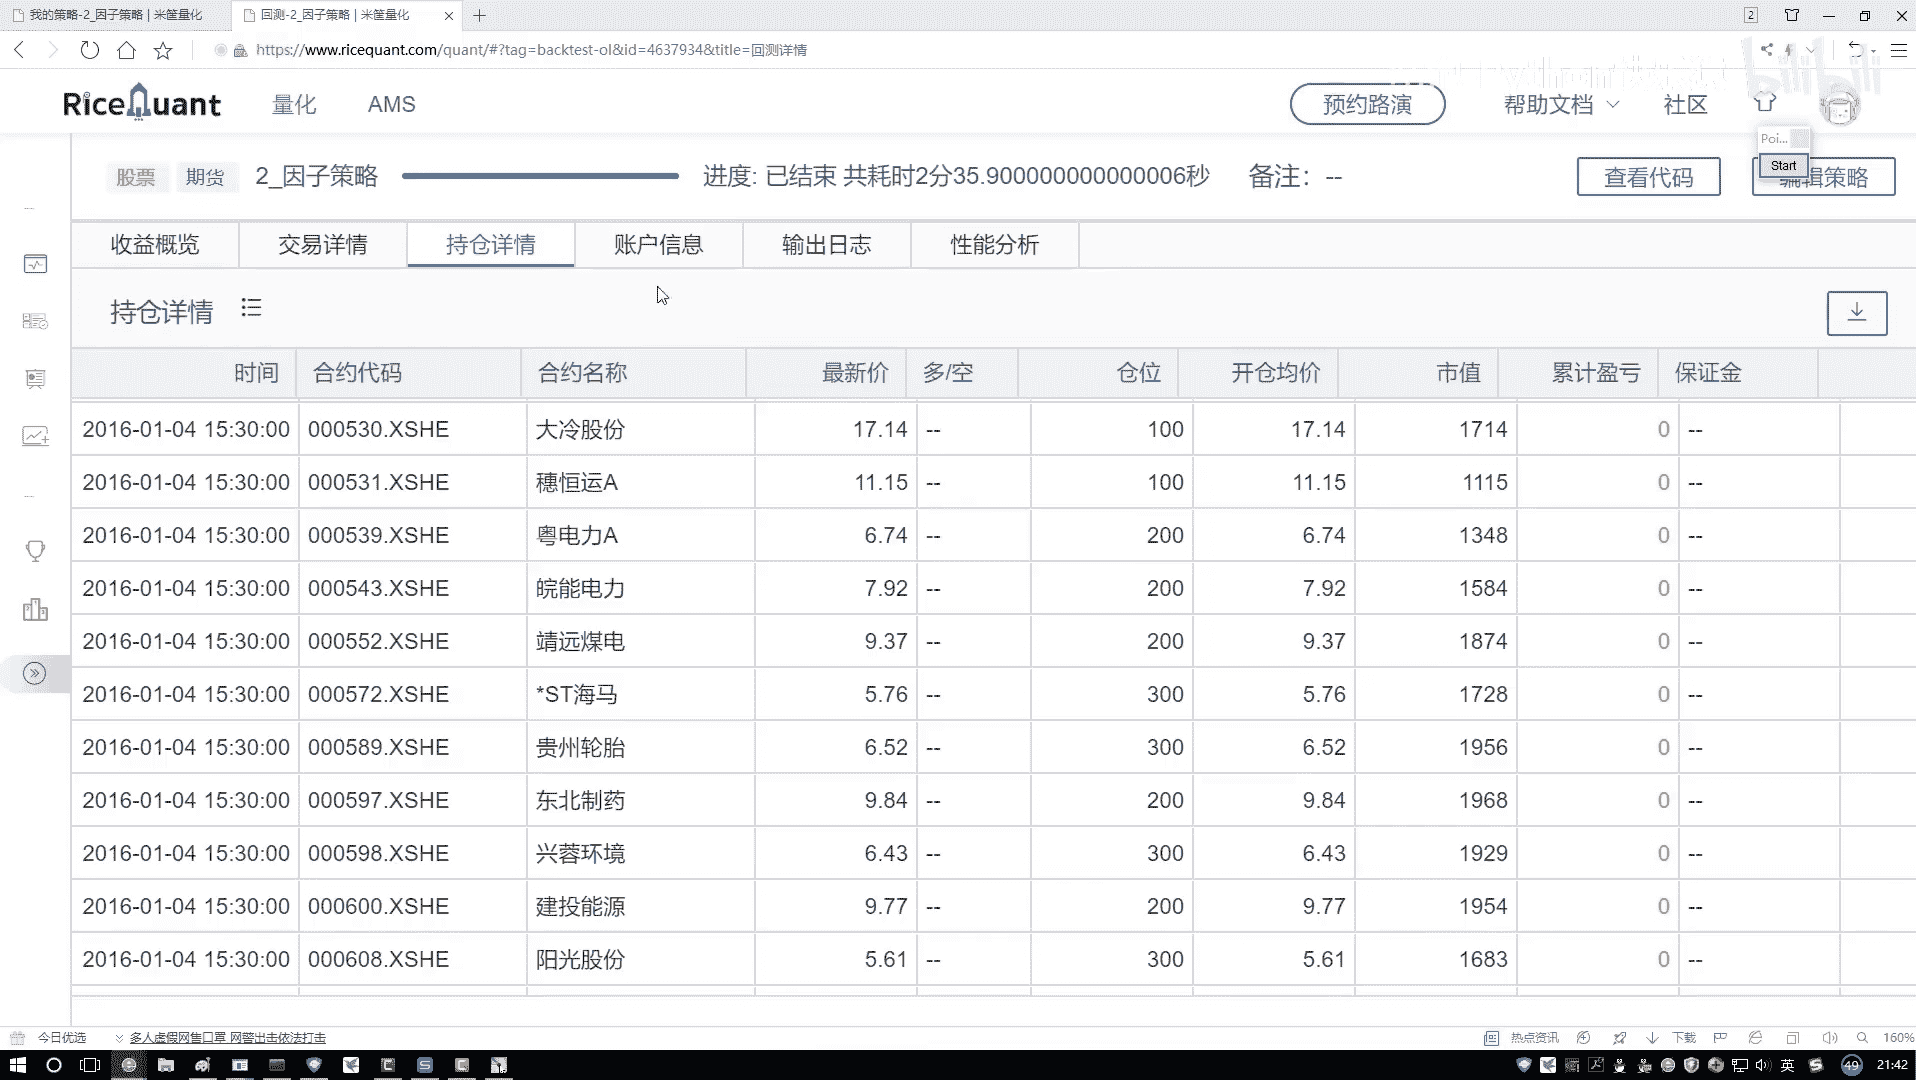 我的策略-2_因子策略 | 米筐量化
回测-2_因子策略 | 米筐量化
2
https://www.ricequant.com/quant/#?tag=backtest-ol&id=4637934&title=回测详情
bilibili
RiceQuant 量化 AMS 预约路演 帮助文档 社区
Poi...
Start
股票 期货 2_因子策略 进度: 已结束 共耗时2分35.900000000000006秒 备注: -- 查看代码 编辑策略
收益概览 交易详情 持仓详情 账户信息 输出日志 性能分析
持仓详情
时间 合约代码 合约名称 最新价 多/空 仓位 开仓均价 市值 累计盈亏 保证金
2016-01-04 15:30:00 000530.XSHE 大冷股份 17.14 -- 100 17.14 1714 0 --
2016-01-04 15:30:00 000531.XSHE 穗恒运A 11.15 -- 100 11.15 1115 0 --
2016-01-04 15:30:00 000539.XSHE 粤电力A 6.74 -- 200 6.74 1348 0 --
2016-01-04 15:30:00 000543.XSHE 皖能电力 7.92 -- 200 7.92 1584 0 --
2016-01-04 15:30:00 000552.XSHE 靖远煤电 9.37 -- 200 9.37 1874 0 --
2016-01-04 15:30:00 000572.XSHE *ST海马 5.76 -- 300 5.76 1728 0 --
2016-01-04 15:30:00 000589.XSHE 贵州轮胎 6.52 -- 300 6.52 1956 0 --
2016-01-04 15:30:00 000597.XSHE 东北制药 9.84 -- 200 9.84 1968 0 --
2016-01-04 15:30:00 000598.XSHE 兴蓉环境 6.43 -- 300 6.43 1929 0 --
2016-01-04 15:30:00 000600.XSHE 建投能源 9.77 -- 200 9.77 1954 0 --
2016-01-04 15:30:00 000608.XSHE 阳光股份 5.61 -- 300 5.61 1683 0 --
今日优选 多人虚假网售口罩 网警出击依法打击 热点资讯 下载 160%
英 49 21:42